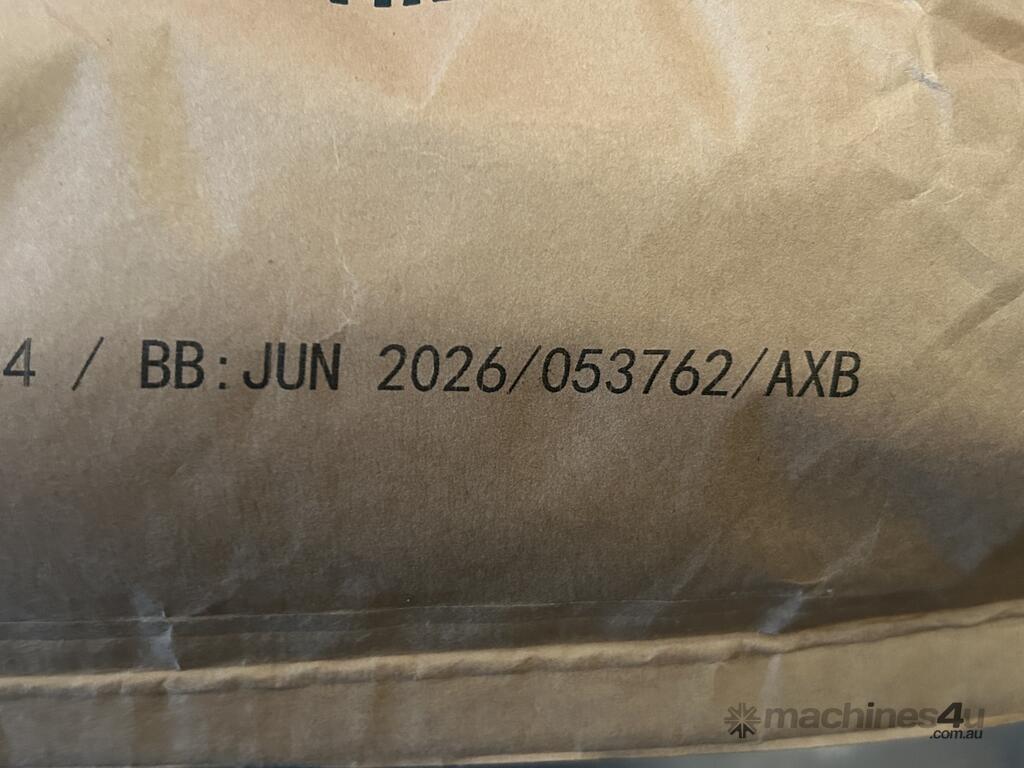 4 / BB:JUN 2026/053762/AXB
machines4u
.com.au